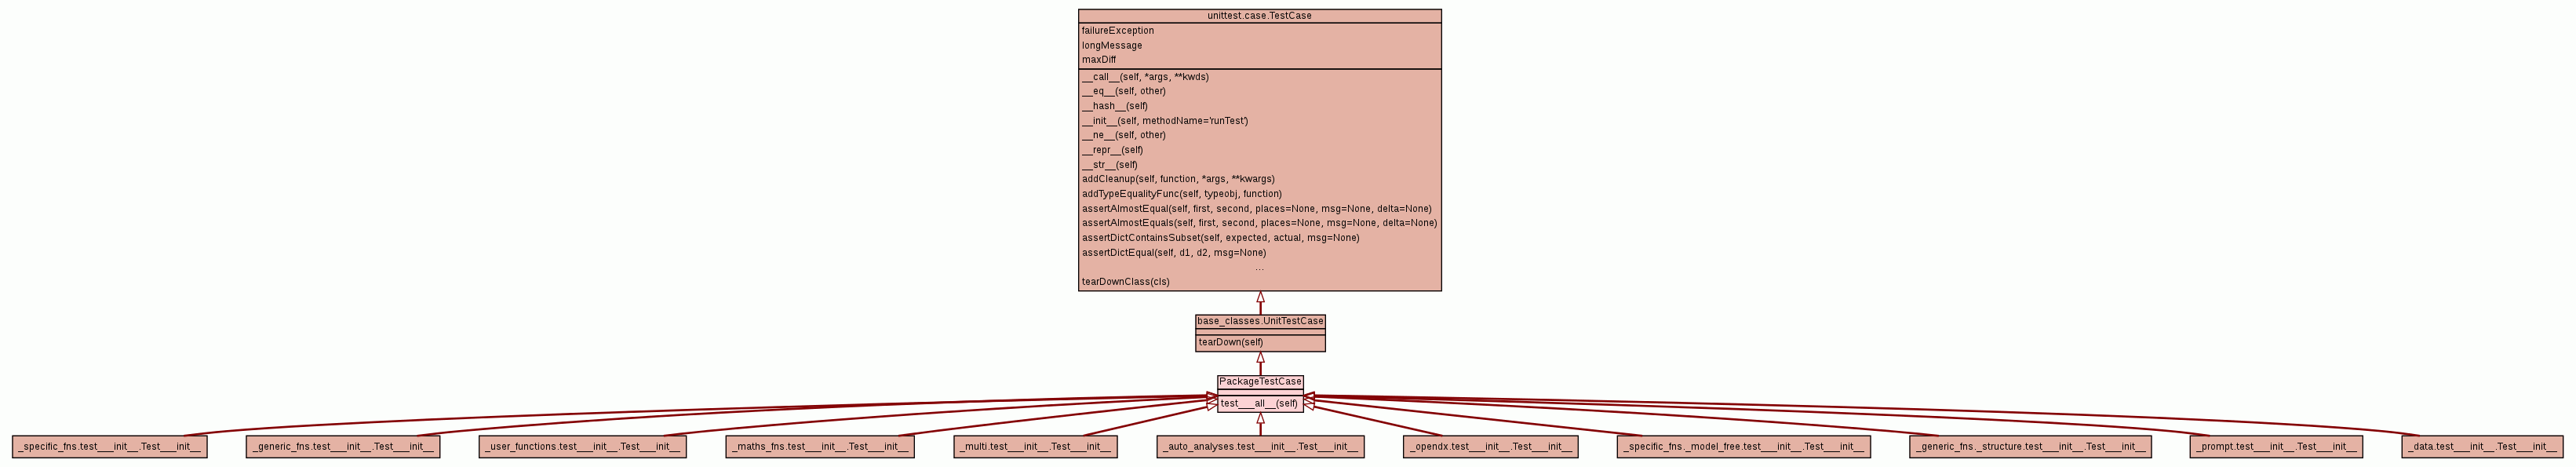 unittest.case.TestCase
failureException
longMessage
maxDiff
__call__(self, *args, **kwds)
__eq__(self, other)
__hash__(self)
__init__(self, methodName='runTest')
__ne__(self, other)
__repr__(self)
__str__(self)
addCleanup(self, function, *args, **kwargs)
addTypeEqualityFunc(self, typeobj, function)
assertAlmostEqual(self, first, second, places=None, msg=None, delta=None)
assertAlmostEquals(self, first, second, places=None, msg=None, delta=None)
assertDictContainsSubset(self, expected, actual, msg=None)
assertDictEqual(self, d1, d2, msg=None)
...
tearDownClass(cls)
base_classes.UnitTestCase
tearDown(self)
PackageTestCase
test___all__(self)
_specific_fns.test___init__.Test___init__
_generic_fns.test___init__.Test___init__
_user_functions.test___init__.Test___init__
_maths_fns.test___init__.Test___init__
_multi.test___init__.Test___init__
_auto_analyses.test___init__.Test___init__
_opendx.test___init__.Test___init__
_specific_fns._model_free.test___init__.Test___init__
_generic_fns._structure.test___init__.Test___init__
_prompt.test___init__.Test___init__
_data.test___init__.Test___init__